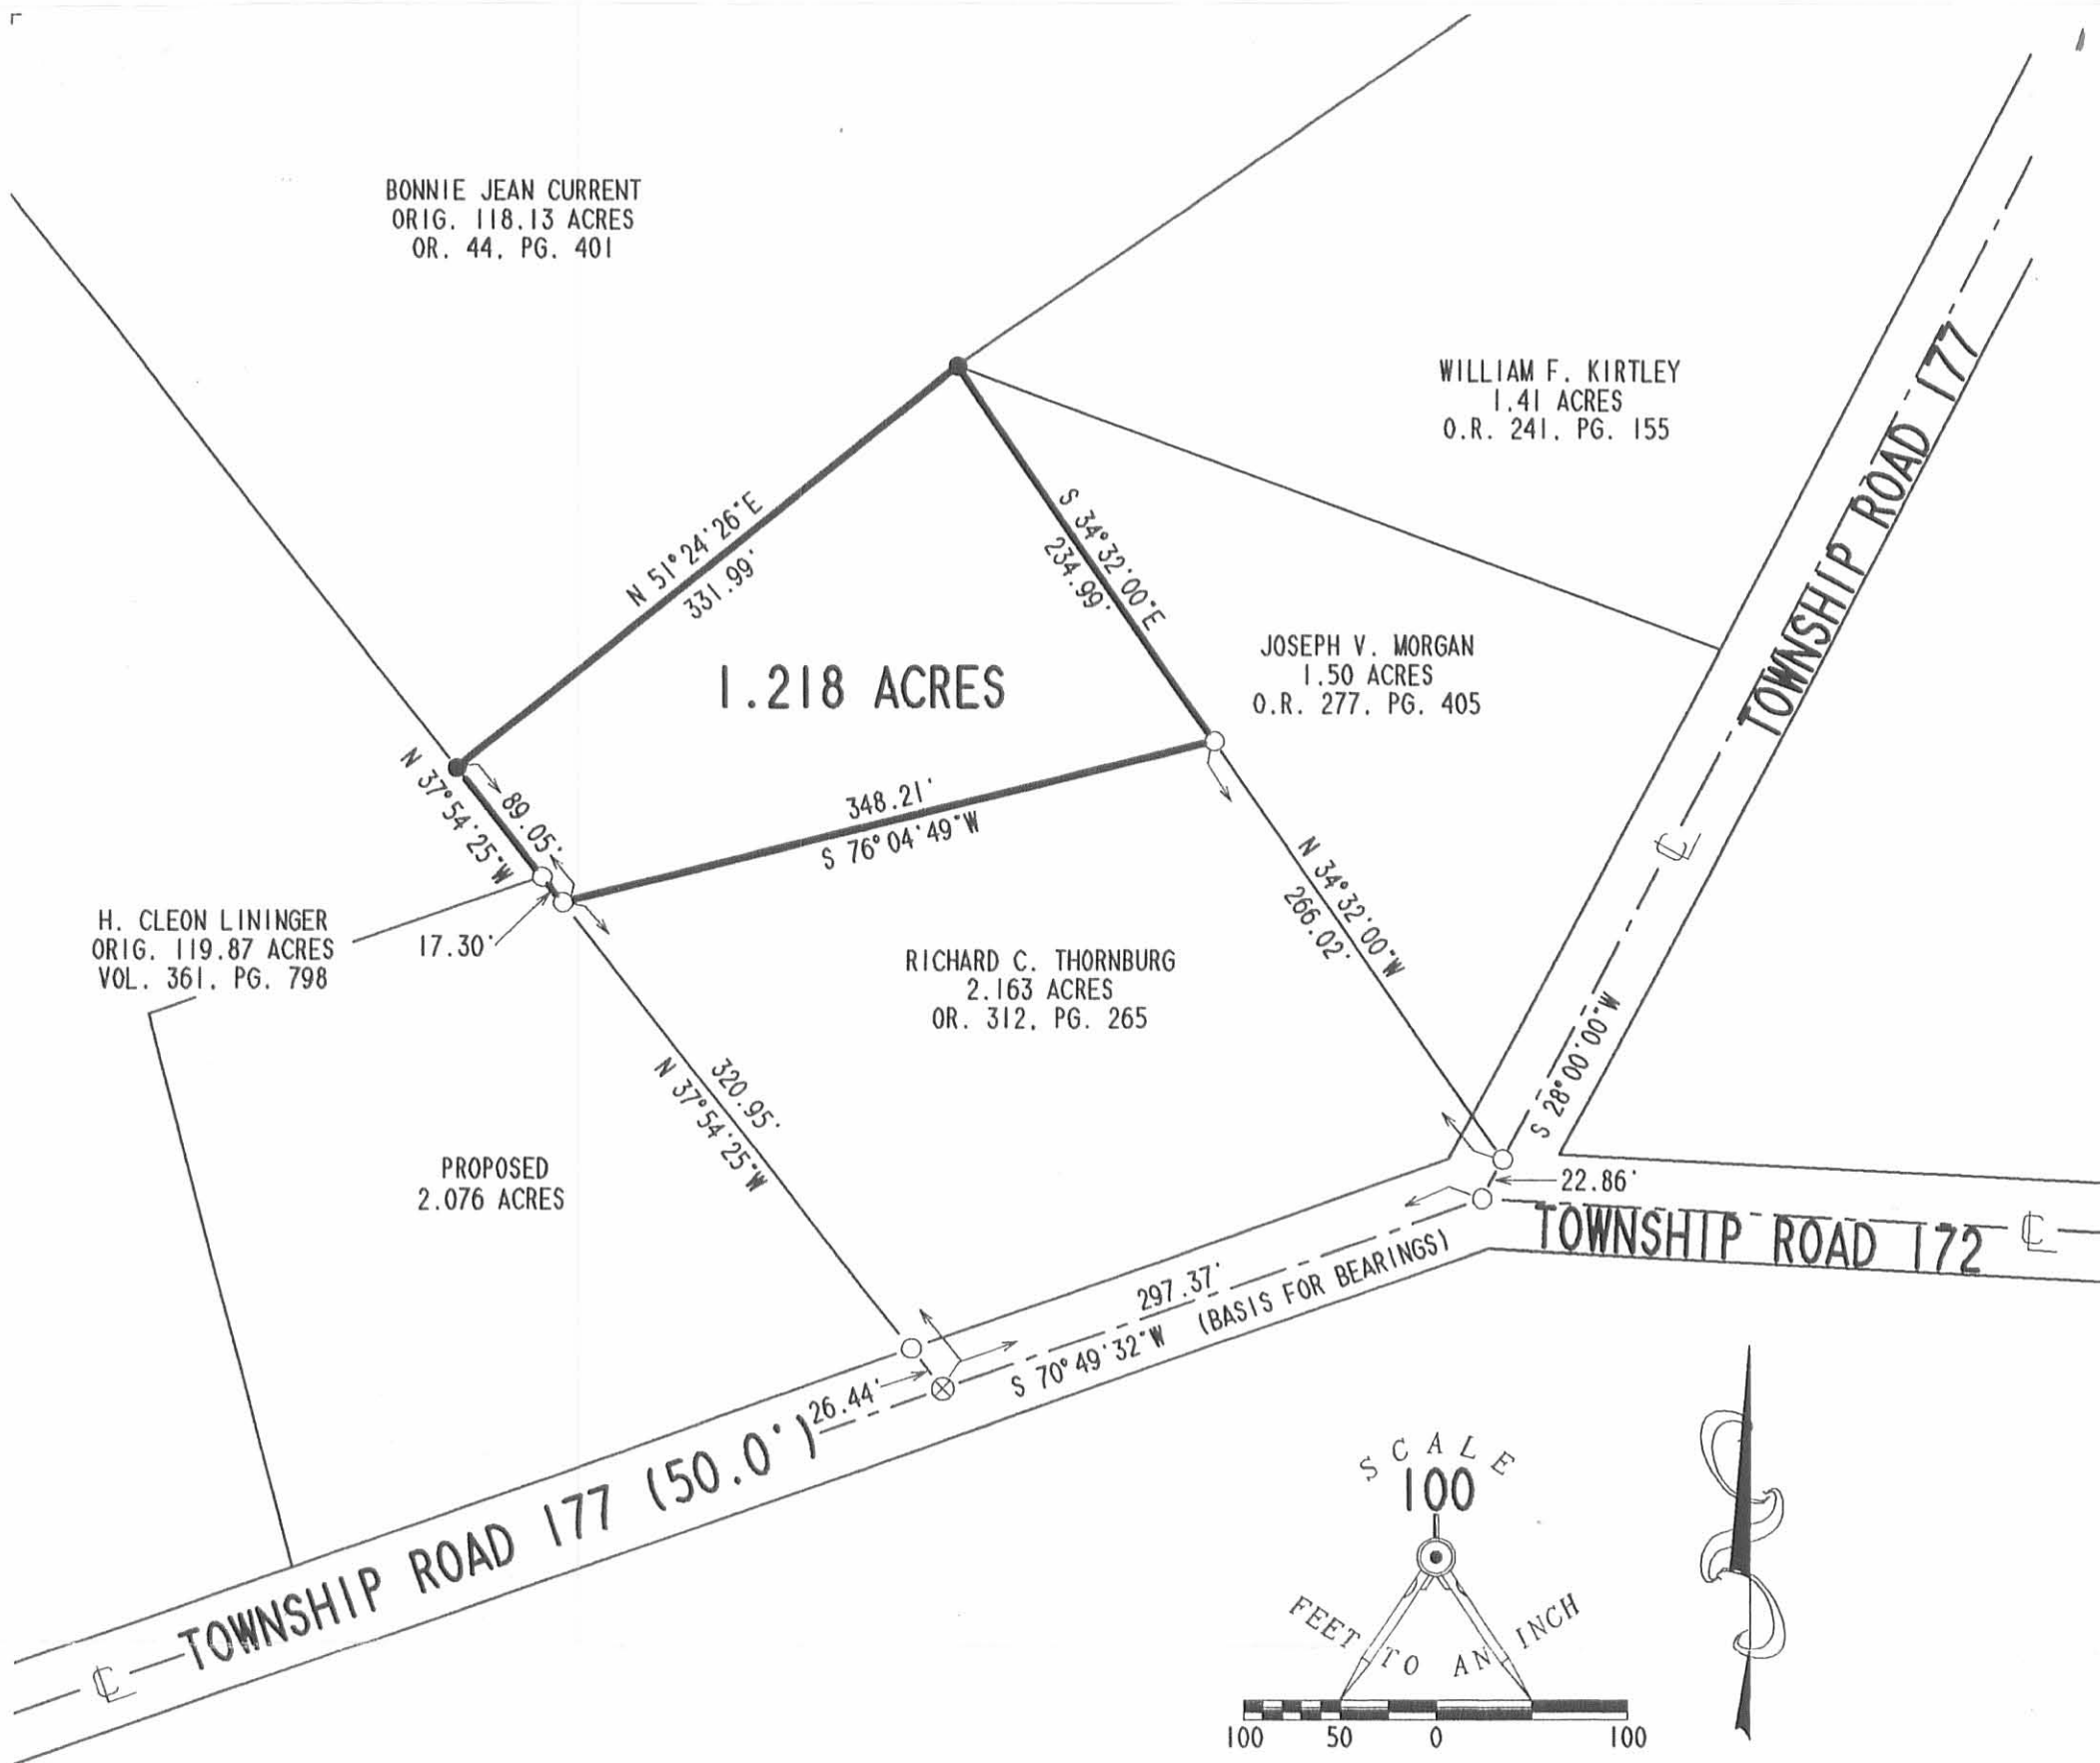 BONNIE JEAN CURRENT
ORIG. 118.13 ACRES
OR. 44, PG. 401
WILLIAM F. KIRTLEY
1.41 ACRES
O.R. 241, PG. 155
TOWNSHIP ROAD 177
N 51°24'26"E
331.99'
S 34°32'00"E
234.99'
1.218 ACRES
JOSEPH V. MORGAN
1.50 ACRES
O.R. 277, PG. 405
N 37°54'25"W
89.05'
348.21'
S 76°04'49"W
℄
N 34°32'00"W
266.02'
H. CLEON LININGER
ORIG. 119.87 ACRES
VOL. 361, PG. 798
17.30'
RICHARD C. THORNBURG
2.163 ACRES
OR. 312, PG. 265
S 28°00'00"W
320.95'
N 37°54'25"W
PROPOSED
2.076 ACRES
22.86'
TOWNSHIP ROAD 172 ℄
297.37'
S 70°49'32"W (BASIS FOR BEARINGS)
26.44'
℄ TOWNSHIP ROAD 177 (50.0')
SCALE
100
FEET TO AN INCH
100 50 0 100